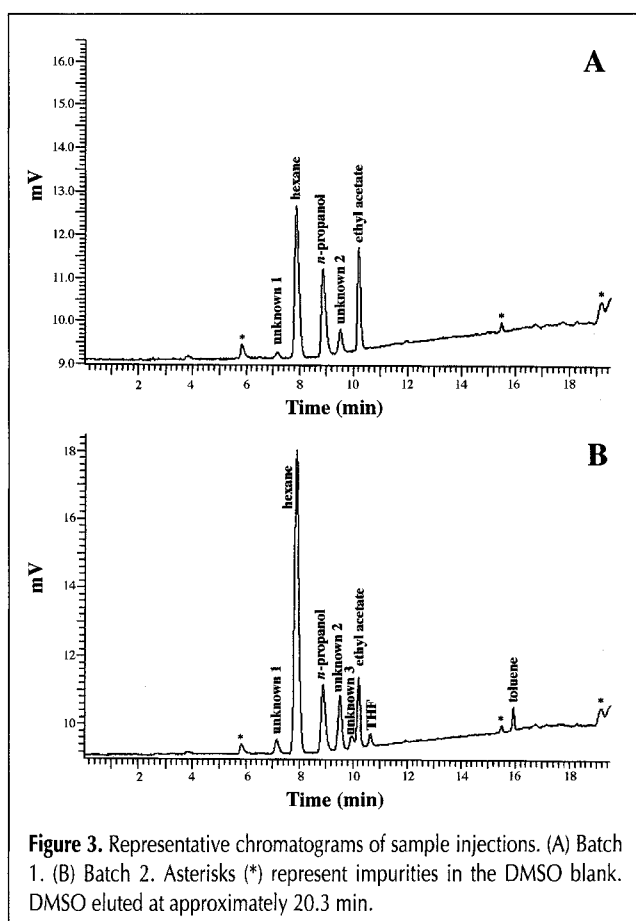 A
16.0
15.0
14.0
13.0
12.0
11.0
10.0
9.0
mV
*
unknown 1
hexane
n-propanol
unknown 2
ethyl acetate
*
*
2 4 6 8 10 12 14 16 18
Time (min)
B
18
16
14
12
10
mV
*
unknown 1
hexane
n-propanol
unknown 2
unknown 3
ethyl acetate
THF
*
toluene
*
2 4 6 8 10 12 14 16 18
Time (min)
Figure 3. Representative chromatograms of sample injections. (A) Batch
1. (B) Batch 2. Asterisks (*) represent impurities in the DMSO blank.
DMSO eluted at approximately 20.3 min.